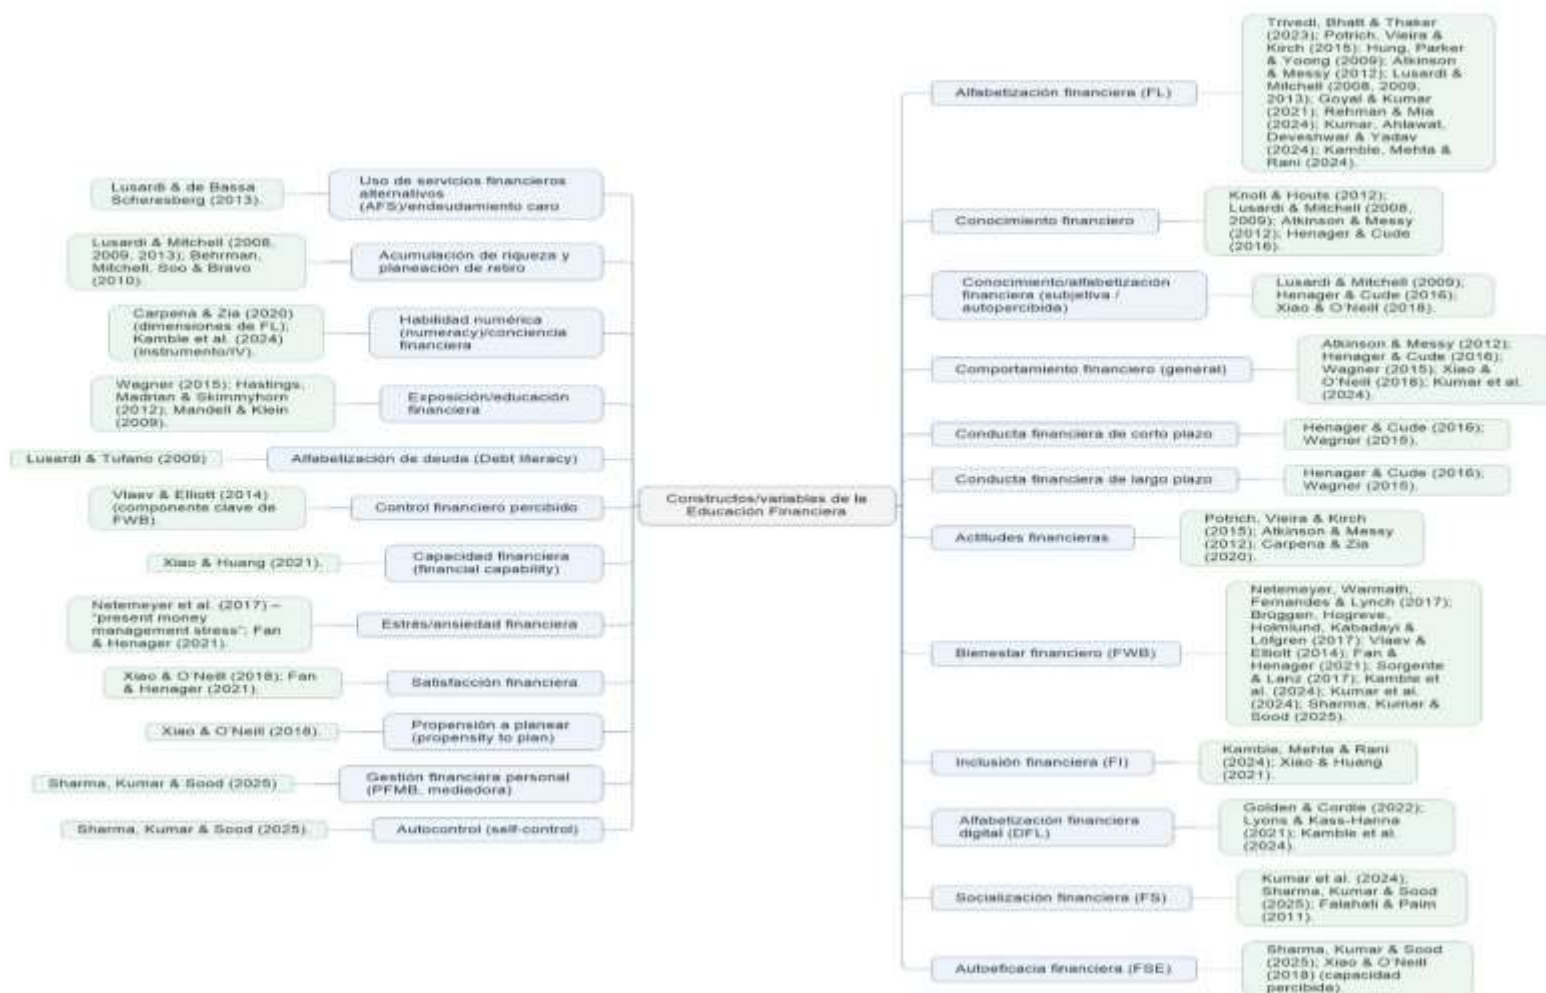 Constructos/variables de la
Educación Financiera
Uso de servicios financieros
alternativos
(AFS)/endeudamiento caro
Lusardi & de Bassa
Scheresberg (2013).
Acumulación de riqueza y
planeación de retiro
Lusardi & Mitchell (2008,
2009, 2013); Behrman,
Mitchell, Soo & Bravo
(2010).
Habilidad numérica
(numeracy)/conciencia
financiera
Carpena & Zia (2020)
(dimensiones de FL);
Kamble et al. (2024)
(instrumento/IV).
Exposición/educación
financiera
Wagner (2015); Hastings,
Madrian & Skimmyhorn
(2012); Mandell & Klein
(2009).
Alfabetización de deuda (Debt literacy)
Lusardi & Tufano (2009)
Control financiero percibido
Vlaev & Elliott (2014)
(componente clave de
FWB)
Capacidad financiera
(financial capability)
Xiao & Huang (2021).
Estrés/ansiedad financiera
Netemeyer et al. (2017) –
"present money
management stress"; Fan
& Henager (2021).
Satisfacción financiera
Xiao & O'Neill (2018); Fan
& Henager (2021).
Propensión a planear
(propensity to plan)
Xiao & O'Neill (2018).
Gestión financiera personal
(PFMB, mediadora)
Sharma, Kumar & Sood (2025)
Autocontrol (self-control)
Sharma, Kumar & Sood (2025).
Alfabetización financiera (FL)
Trivedi, Bhatt & Thaker
(2023); Potrich, Vieira &
Kirch (2015); Hung, Parker
& Yoong (2009); Atkinson
& Messy (2012); Lusardi &
Mitchell (2008, 2009,
2013); Goyal & Kumar
(2021); Rehman & Mia
(2024); Kumar, Ahlawat,
Deveshwar & Yadav
(2024); Kamble, Mehta &
Rani (2024).
Conocimiento financiero
Knoll & Houts (2012);
Lusardi & Mitchell (2008,
2009); Atkinson & Messy
(2012); Henager & Cude
(2016).
Conocimiento/alfabetización
financiera (subjetiva /
autopercibida)
Lusardi & Mitchell (2009);
Henager & Cude (2016);
Xiao & O'Neill (2018).
Comportamiento financiero (general)
Atkinson & Messy (2012);
Henager & Cude (2016);
Wagner (2015); Xiao &
O'Neill (2018); Kumar et al.
(2024).
Conducta financiera de corto plazo
Henager & Cude (2016);
Wagner (2015).
Conducta financiera de largo plazo
Henager & Cude (2016);
Wagner (2015).
Actitudes financieras
Potrich, Vieira & Kirch
(2015); Atkinson & Messy
(2012); Carpena & Zia
(2020).
Bienestar financiero (FWB)
Netemeyer, Warmath,
Fernandes & Lynch (2017);
Brüggen, Hogreve,
Holmlund, Kabadayi &
Löfgren (2017); Vlaev &
Elliott (2014); Fan &
Henager (2021); Sorgente
& Lanz (2017); Kamble et
al. (2024); Kumar et al.
(2024); Sharma, Kumar &
Sood (2025).
Inclusión financiera (FI)
Kamble, Mehta & Rani
(2024); Xiao & Huang
(2021).
Alfabetización financiera
digital (DFL)
Golden & Cordie (2022);
Lyons & Kass-Hanna
(2021); Kamble et al.
(2024).
Socialización financiera (FS)
Kumar et al. (2024);
Sharma, Kumar & Sood
(2025); Falahati & Paim
(2011).
Autoeficacia financiera (FSE)
Sharma, Kumar & Sood
(2025); Xiao & O'Neill
(2018) (capacidad
percibida)